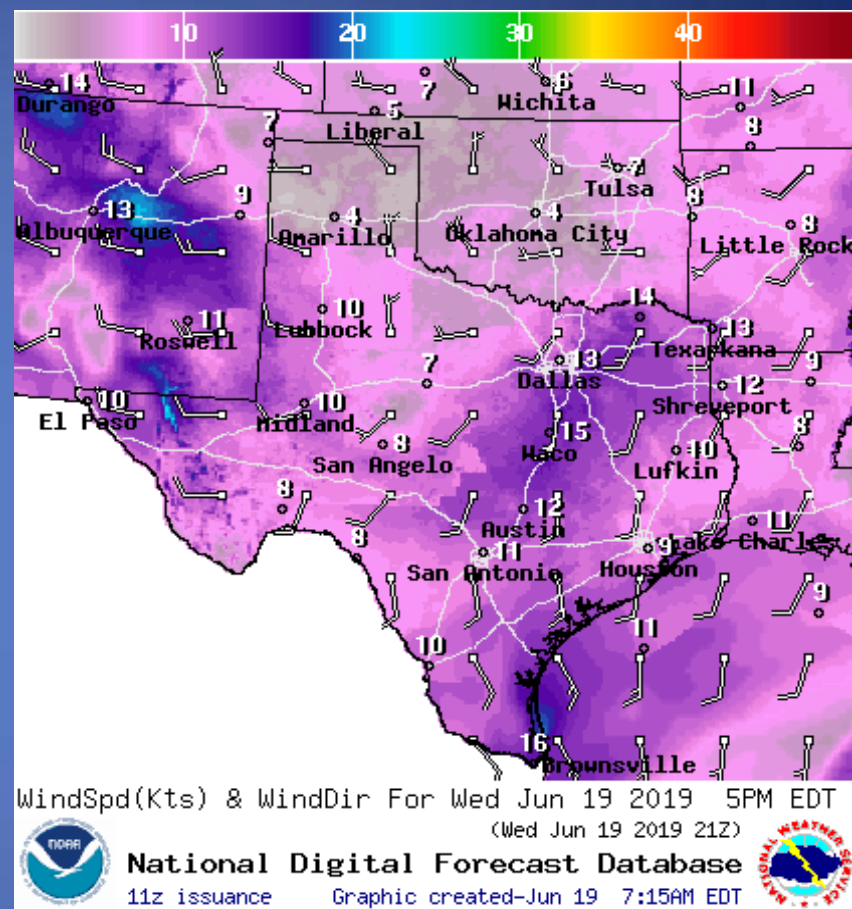 10 20 30 40
14 7 6 11
Durango Wichita
5
Liberal
7 8
7
Tulsa
13 9 4 4 8 8
Albuquerque Amarillo Oklahoma City Little Rock
11 10 14 13
Roswell Lubbock Texarkana
13
Dallas
7 12 9
Shreveport
10 10
El Paso Midland
8 15 10 8
San Angelo Waco Lufkin
8 12 11
Austin
8 11 9 Lake Charles
San Antonio Houston
9
10 11
16
Brownsville
WindSpd(Kts) & WindDir For Wed Jun 19 2019 5PM EDT
(Wed Jun 19 2019 21Z)
NOAA
National Digital Forecast Database
11z issuance Graphic created-Jun 19 7:15AM EDT
NATIONAL WEATHER SERVICE